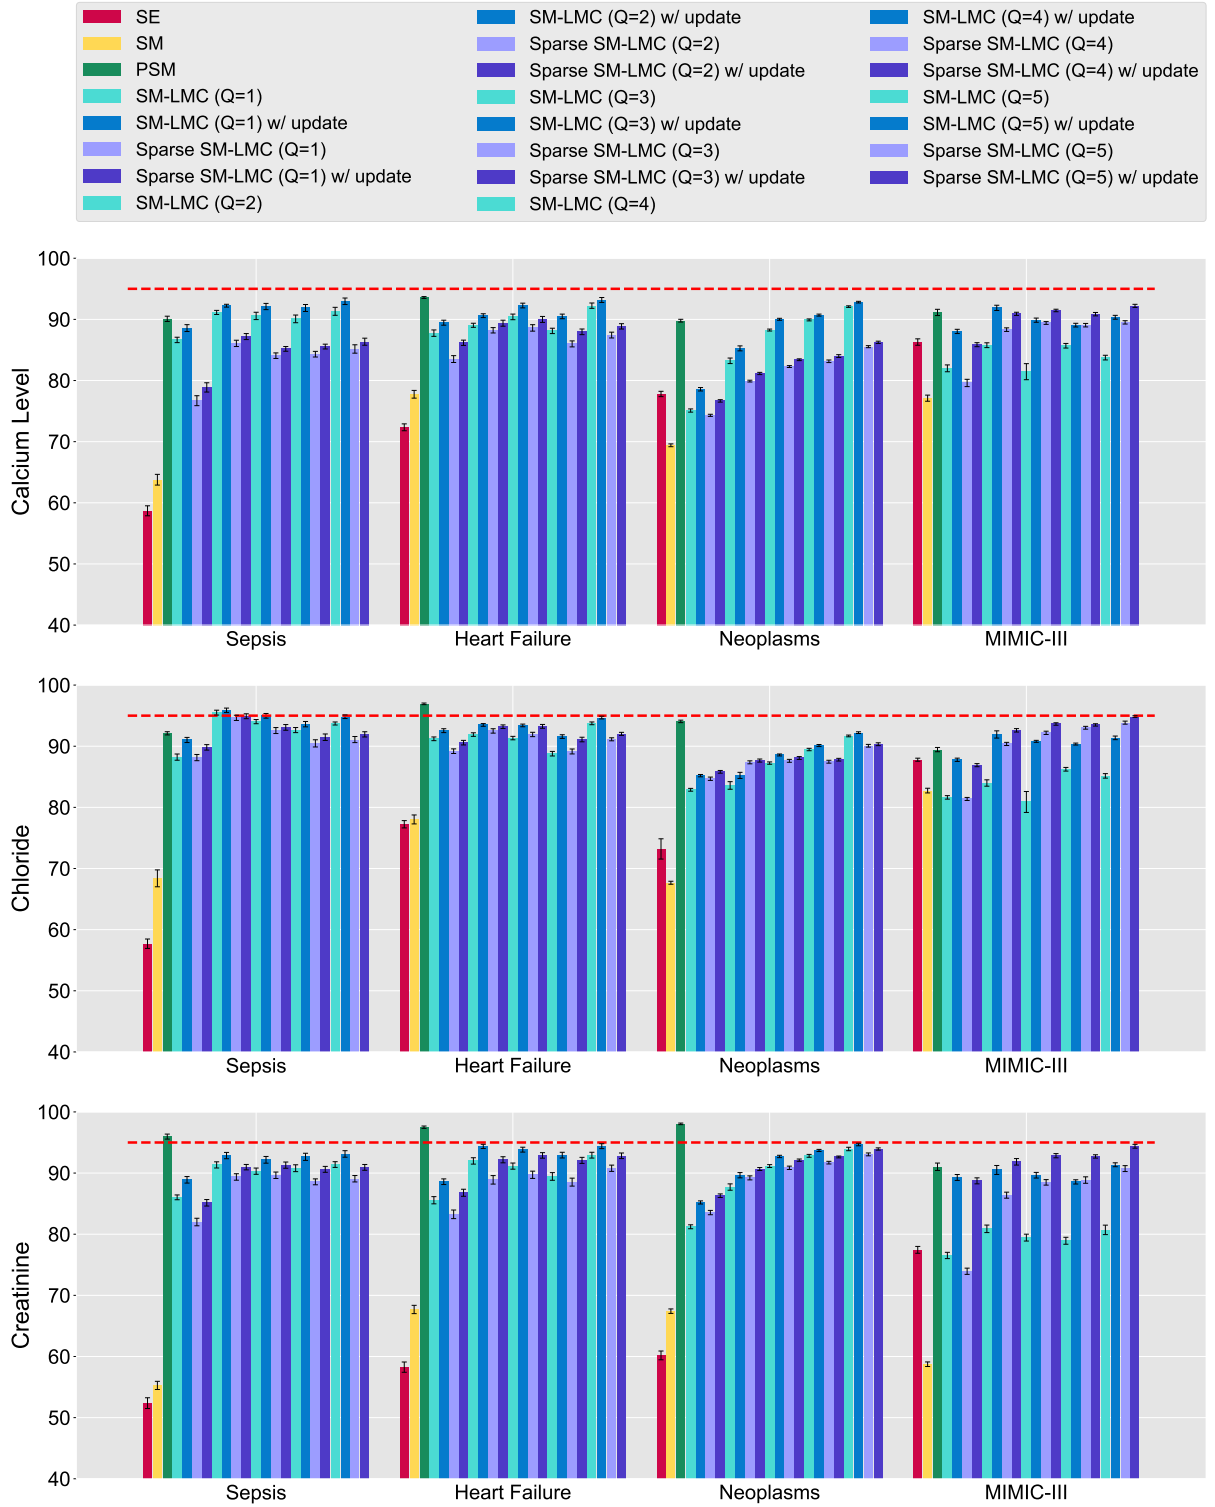 SE
SM
PSM
SM-LMC (Q=1)
SM-LMC (Q=1) w/ update
Sparse SM-LMC (Q=1)
Sparse SM-LMC (Q=1) w/ update
SM-LMC (Q=2)
SM-LMC (Q=2) w/ update
Sparse SM-LMC (Q=2)
Sparse SM-LMC (Q=2) w/ update
SM-LMC (Q=3)
SM-LMC (Q=3) w/ update
Sparse SM-LMC (Q=3)
Sparse SM-LMC (Q=3) w/ update
SM-LMC (Q=4)
SM-LMC (Q=4) w/ update
Sparse SM-LMC (Q=4)
Sparse SM-LMC (Q=4) w/ update
SM-LMC (Q=5)
SM-LMC (Q=5) w/ update
Sparse SM-LMC (Q=5)
Sparse SM-LMC (Q=5) w/ update
Calcium Level
100
90
80
70
60
50
40
Sepsis Heart Failure Neoplasms MIMIC-III
Chloride
100
90
80
70
60
50
40
Sepsis Heart Failure Neoplasms MIMIC-III
Creatinine
100
90
80
70
60
50
40
Sepsis Heart Failure Neoplasms MIMIC-III